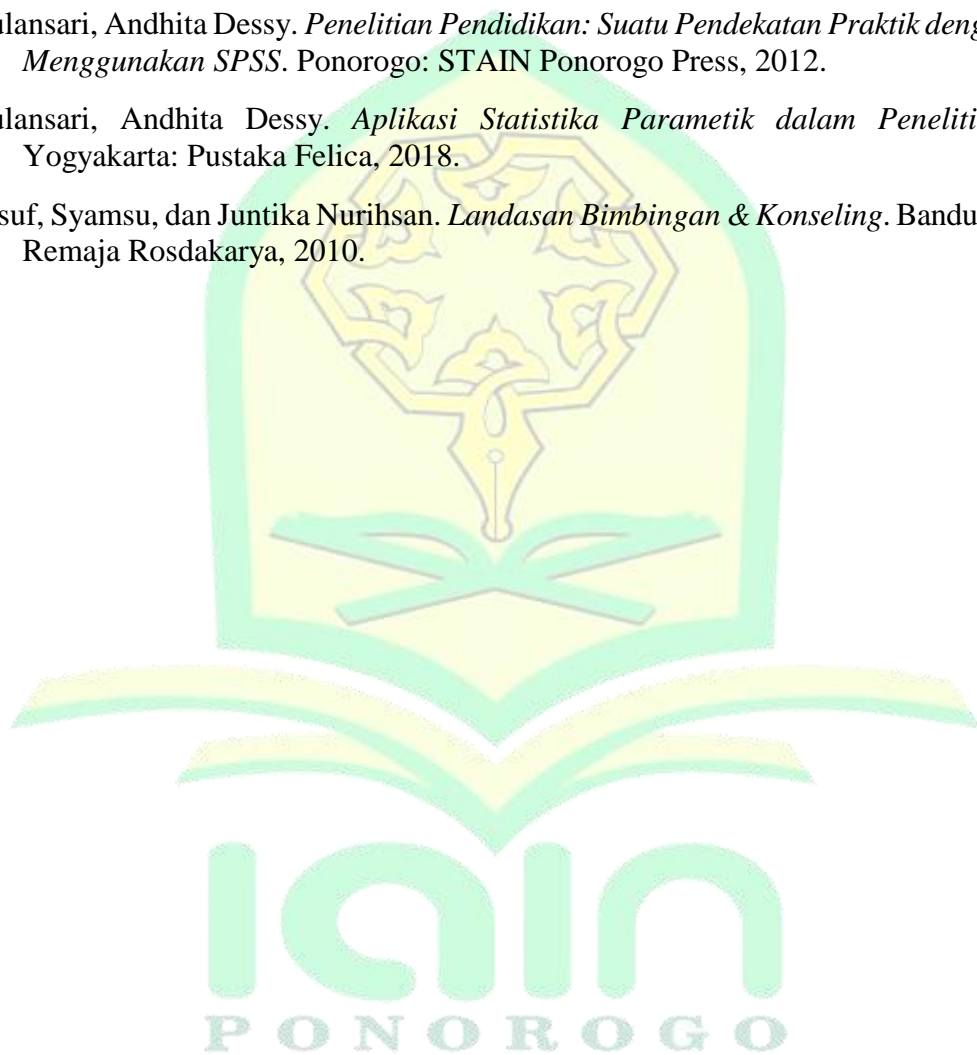 ulansari, Andhita Dessy. Penelitian Pendidikan: Suatu Pendekatan Praktik deng
Menggunakan SPSS. Ponorogo: STAIN Ponorogo Press, 2012.
ulansari, Andhita Dessy. Aplikasi Statistika Parametik dalam Peneliti
Yogyakarta: Pustaka Felica, 2018.
suf, Syamsu, dan Juntika Nurihsan. Landasan Bimbingan & Konseling. Bandu
Remaja Rosdakarya, 2010.
iain
PONOROGO